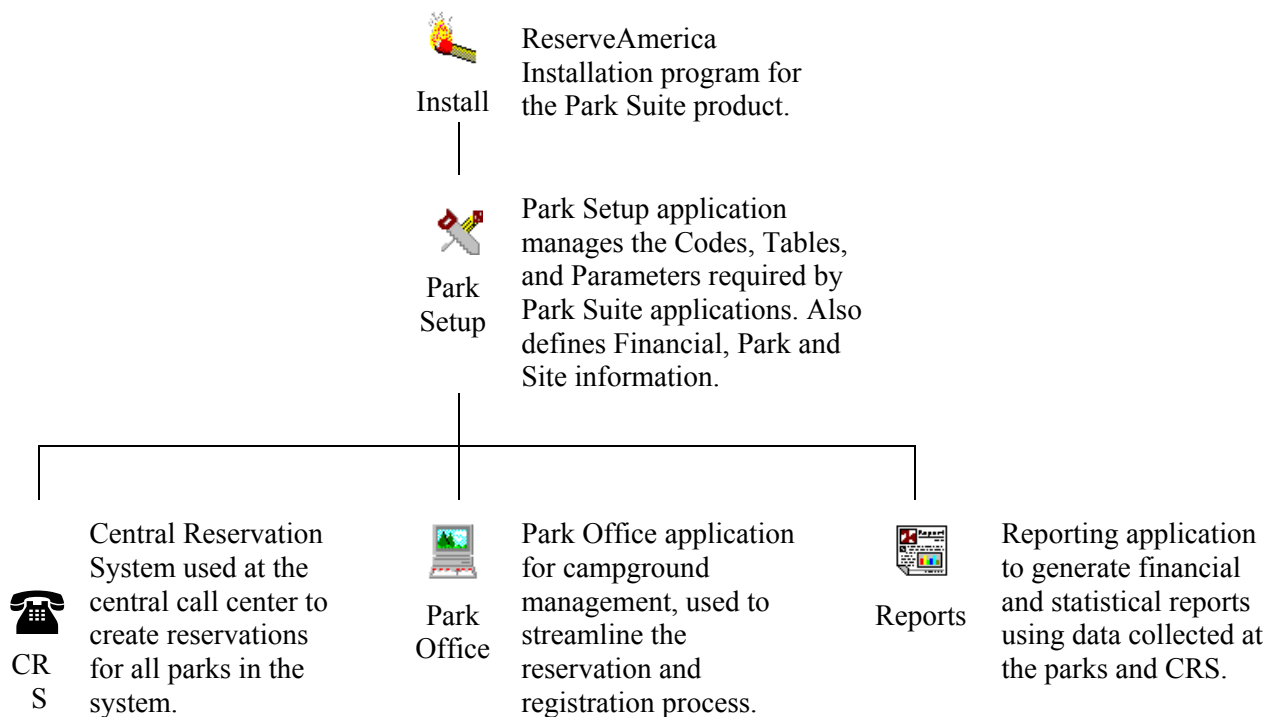 Install
ReserveAmerica
Installation program for
the Park Suite product.
Park
Setup
Park Setup application
manages the Codes, Tables,
and Parameters required by
Park Suite applications. Also
defines Financial, Park and
Site information.
CR
S
Central Reservation
System used at the
central call center to
create reservations
for all parks in the
system.
Park
Office
Park Office application
for campground
management, used to
streamline the
reservation and
registration process.
Report
Reports
Reporting application
to generate financial
and statistical reports
using data collected at
the parks and CRS.